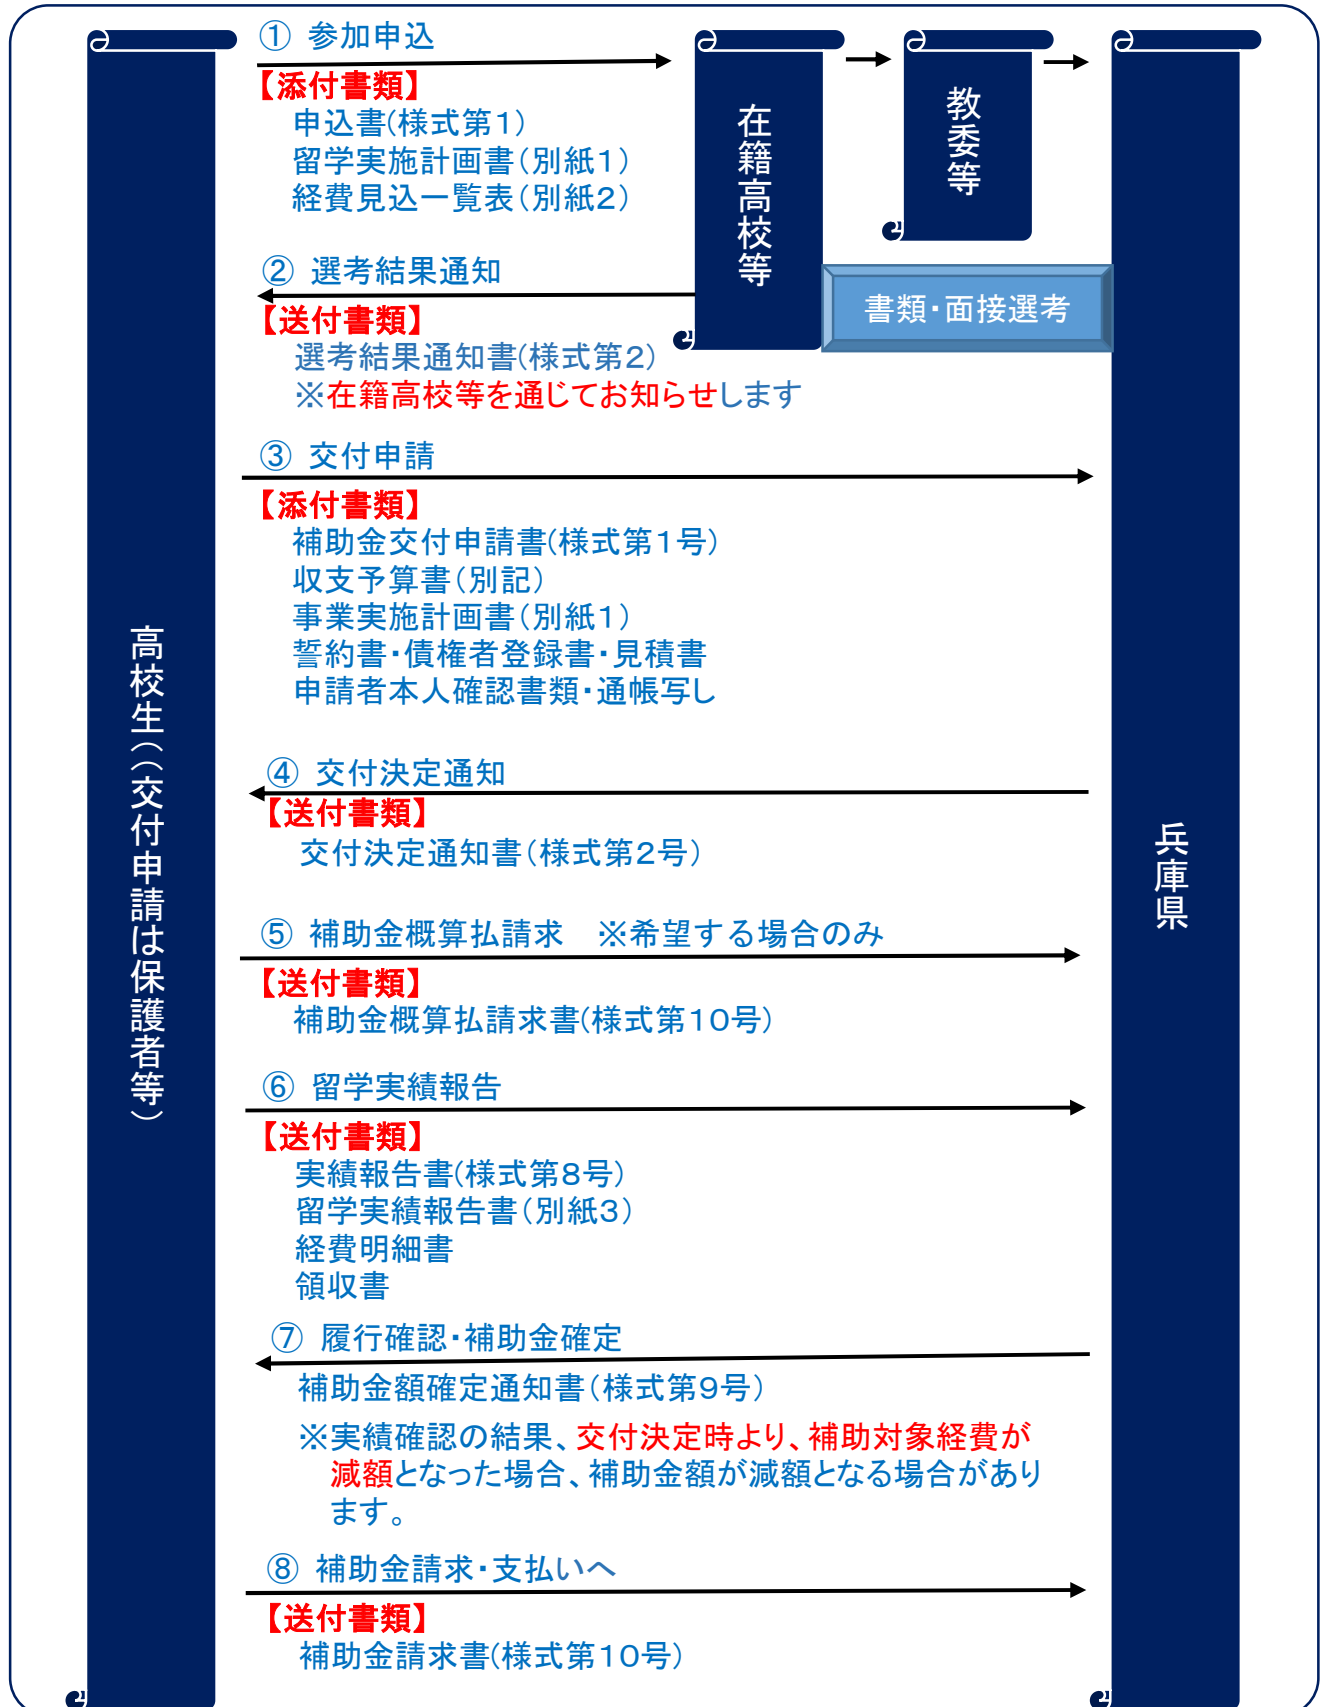 ① 参加申込
【添付書類】
申込書(様式第1)
留学実施計画書(別紙1)
経費見込一覧表(別紙2)
在籍高校等
教委等
書類・面接選考
② 選考結果通知
【送付書類】
選考結果通知書(様式第2)
※在籍高校等を通じてお知らせします
③ 交付申請
【添付書類】
補助金交付申請書(様式第1号)
収支予算書(別記)
事業実施計画書(別紙1)
誓約書・債権者登録書・見積書
申請者本人確認書類・通帳写し
高校生((交付申請は保護者等)
兵庫県
④ 交付決定通知
【送付書類】
交付決定通知書(様式第2号)
⑤ 補助金概算払請求 ※希望する場合のみ
【送付書類】
補助金概算払請求書(様式第10号)
⑥ 留学実績報告
【送付書類】
実績報告書(様式第8号)
留学実績報告書(別紙3)
経費明細書
領収書
⑦ 履行確認・補助金確定
補助金額確定通知書(様式第9号)
※実績確認の結果、交付決定時より、補助対象経費が
減額となった場合、補助金額が減額となる場合があり
ます。
⑧ 補助金請求・支払いへ
【送付書類】
補助金請求書(様式第10号)